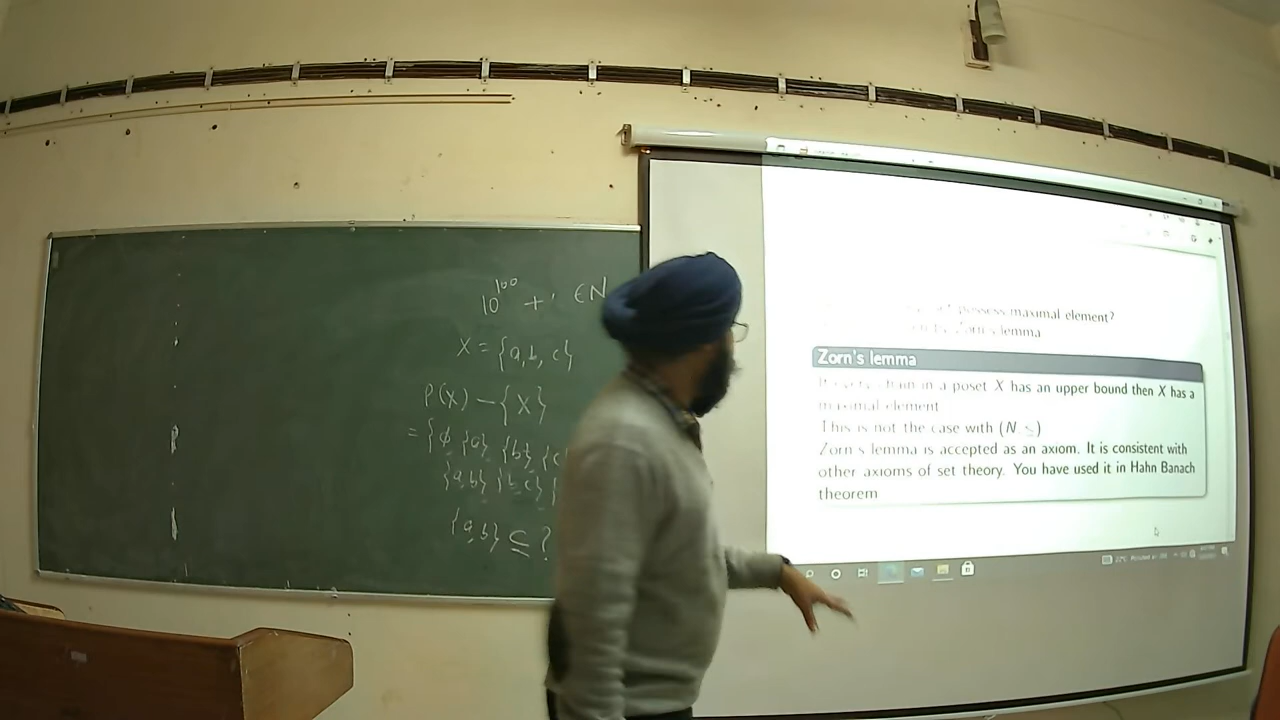 10^100 + 1 ∈ N
X = {a, b, c}
P(X) - {X}
= {ϕ {a} {b} {c
{a,b} {b,c} {
{a,b} ⊆ ?
possess maximal element?
Zorn's lemma
Zorn's lemma
If every chain in a poset X has an upper bound then X has a
maximal element
This is not the case with (N ≤)
Zorn's lemma is accepted as an axiom. It is consistent with
other axioms of set theory. You have used it in Hahn Banach
theorem